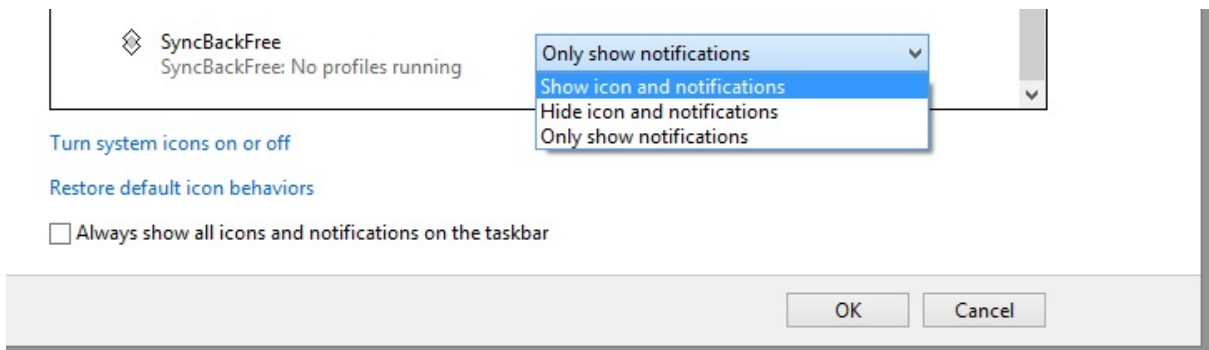 SyncBackFree
SyncBackFree: No profiles running
Only show notifications
Show icon and notifications
Hide icon and notifications
Only show notifications
Turn system icons on or off
Restore default icon behaviors
Always show all icons and notifications on the taskbar
OK
Cancel